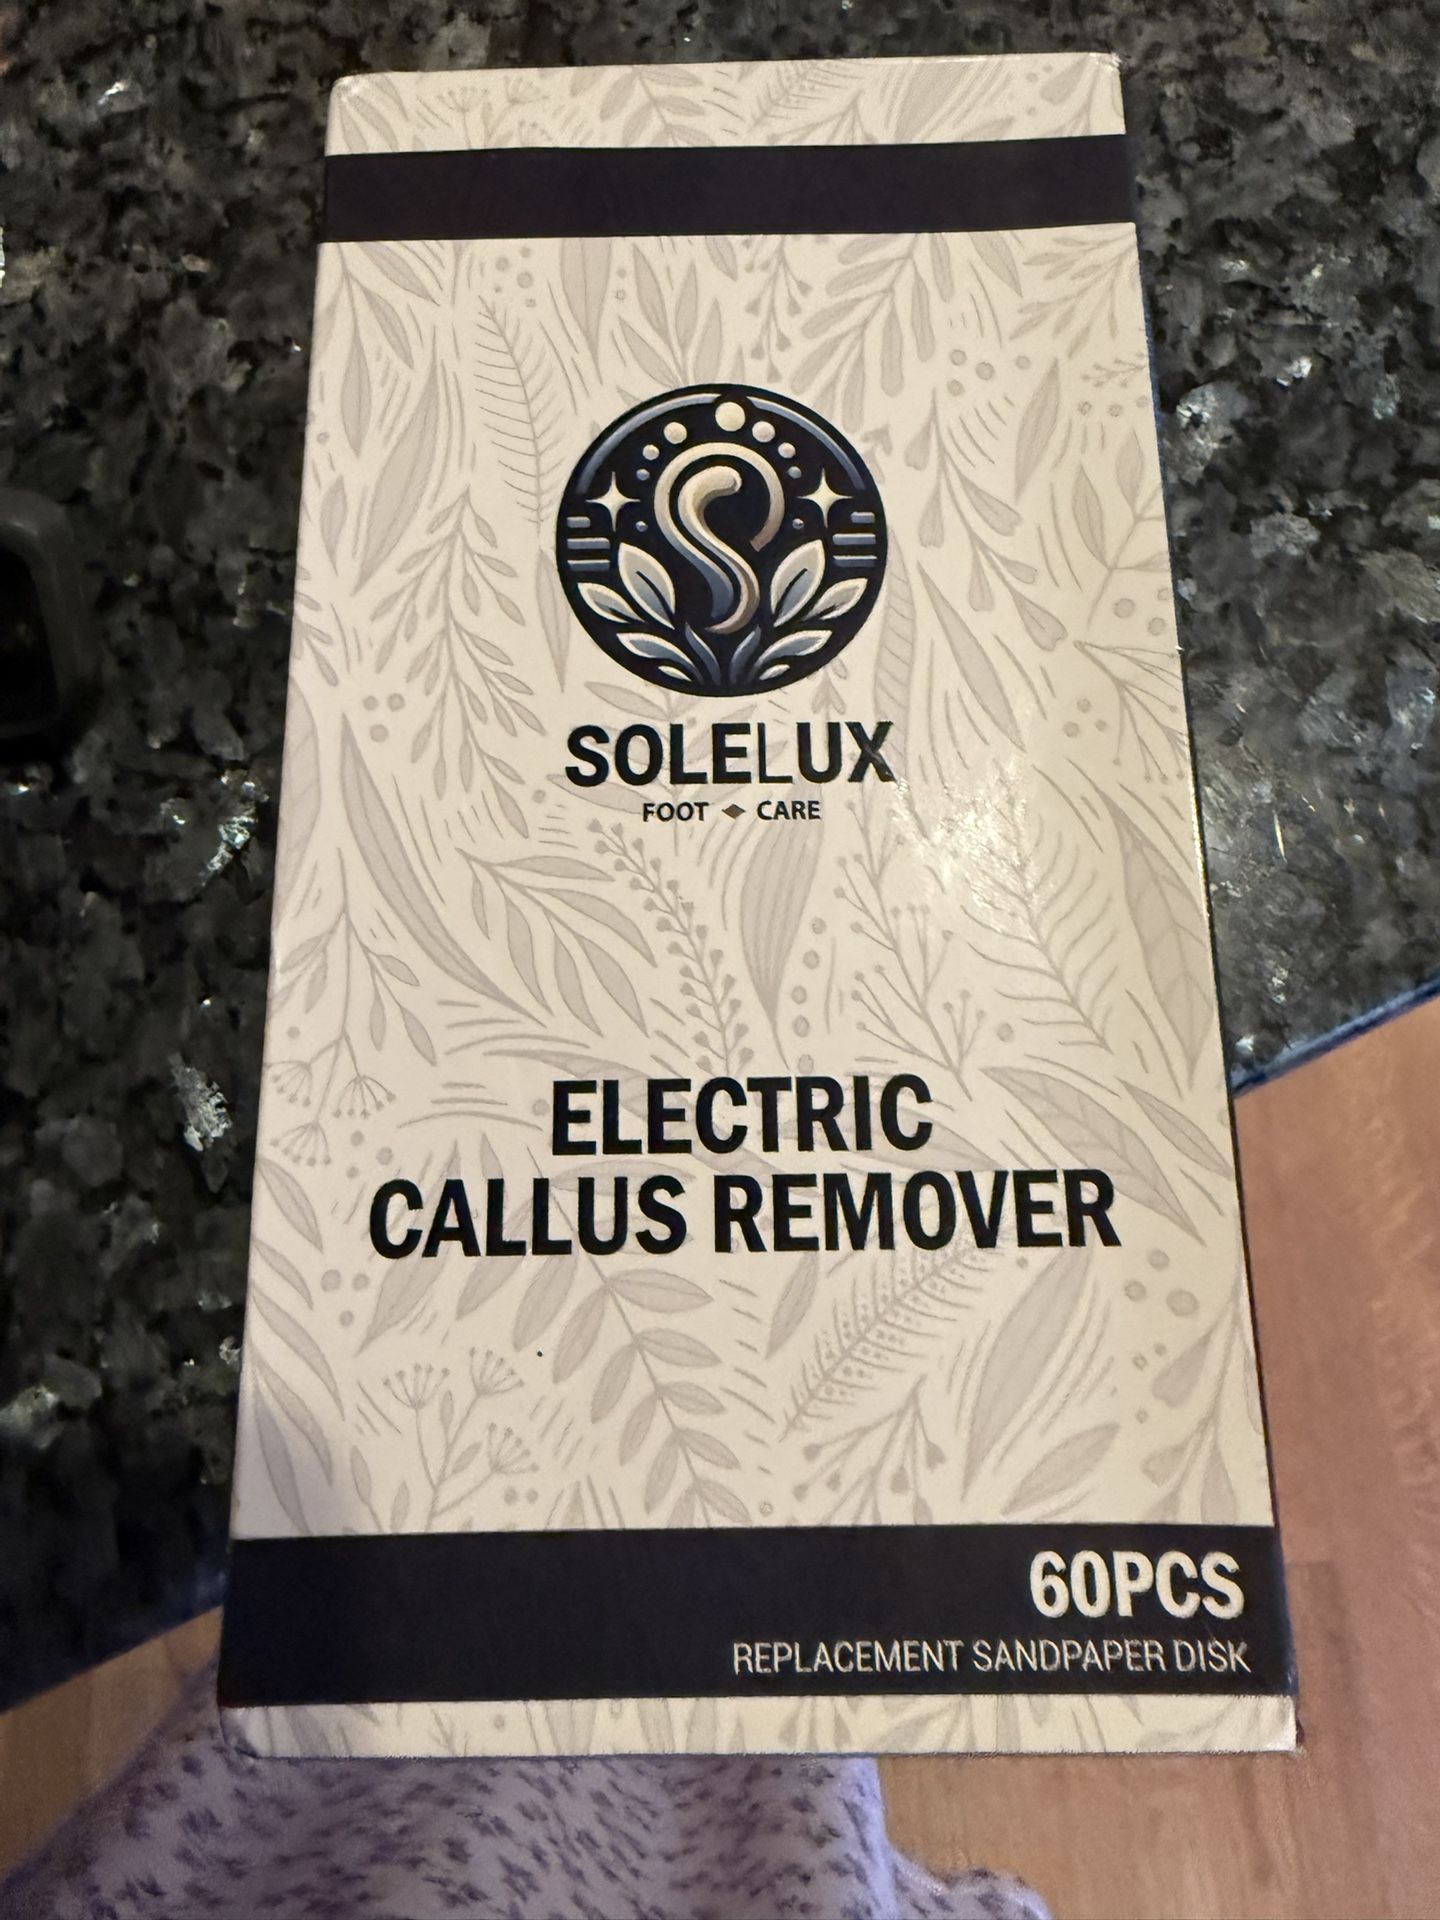 SOLELUX
FOOT ◆ CARE
ELECTRIC
CALLUS REMOVER
60PCS
REPLACEMENT SANDPAPER DISK